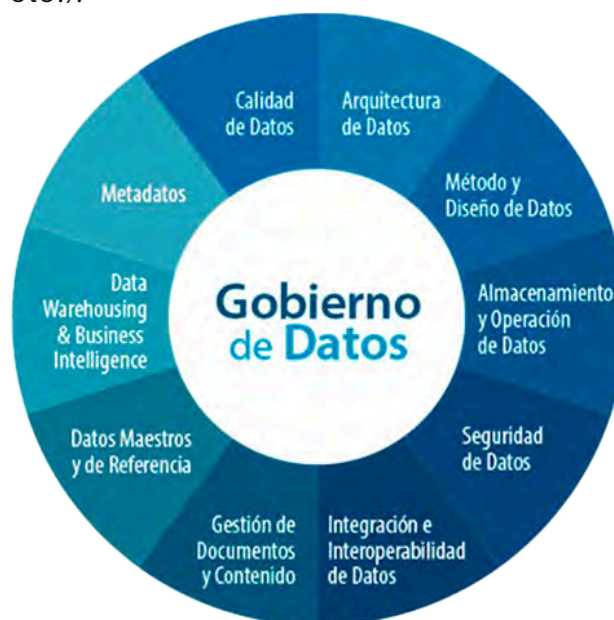 Calidad
de Datos
Arquitectura
de Datos
Método y
Diseño de Datos
Almacenamiento
y Operación
de Datos
Seguridad
de Datos
Integración e
Interoperabilidad
de Datos
Gestión de
Documentos
y Contenido
Datos Maestros
y de Referencia
Data
Warehousing
& Business
Intelligence
Metadatos
Gobierno
de Datos